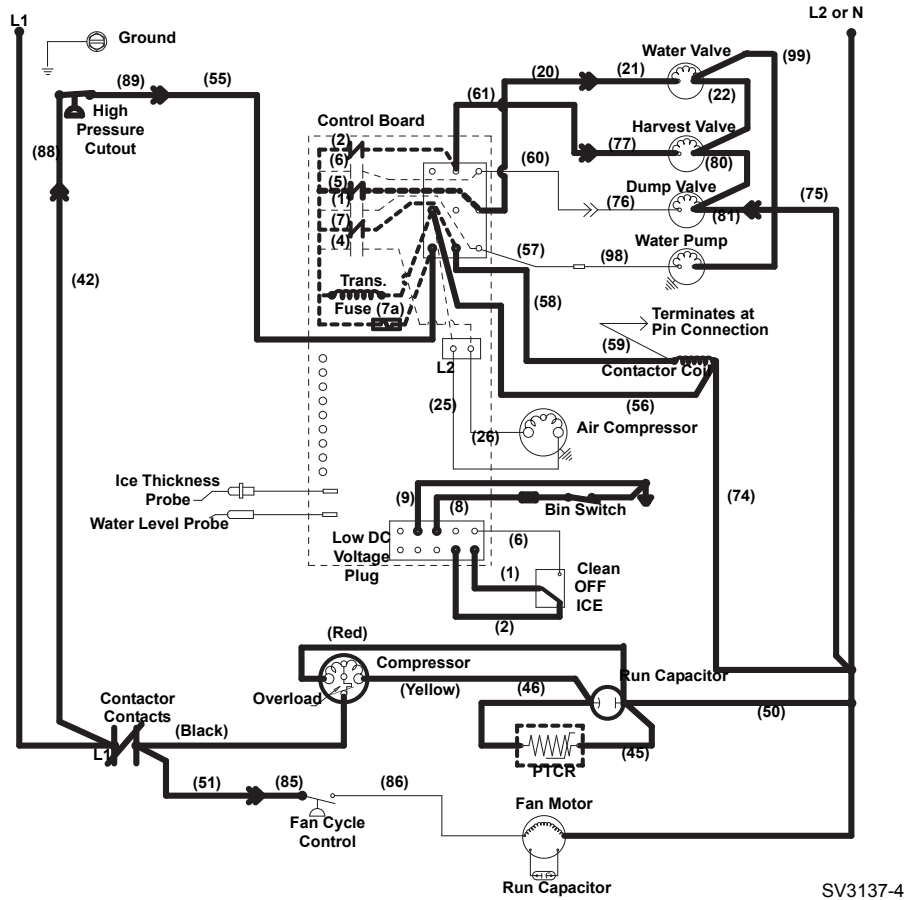 L1
L2 or N
Ground
Water Valve
(99)
(89)
(55)
(20)
(21)
(22)
High
Pressure
Cutout
(61)
Control Board
Harvest Valve
(88)
(2)
(6)
(77)
(80)
(60)
(5)
(1)
Dump Valve
(76)
(81)
(75)
(7)
(4)
Water Pump
(57)
(98)
(42)
Trans.
Fuse (7a)
(58)
Terminates at
Pin Connection
(59)
L2
Contactor Coil
(56)
(25)
(26)
Air Compressor
Ice Thickness
Probe
(74)
(9)
(8)
Bin Switch
Water Level Probe
Low DC
Voltage
Plug
(6)
(1)
Clean
OFF
ICE
(2)
(Red)
Compressor
Run Capacitor
Overload
(Yellow)
(46)
Contactor
Contacts
(Black)
(50)
L1
(45)
PTCR
(51)
(85)
(86)
Fan Cycle
Control
Fan Motor
Run Capacitor
SV3137-4